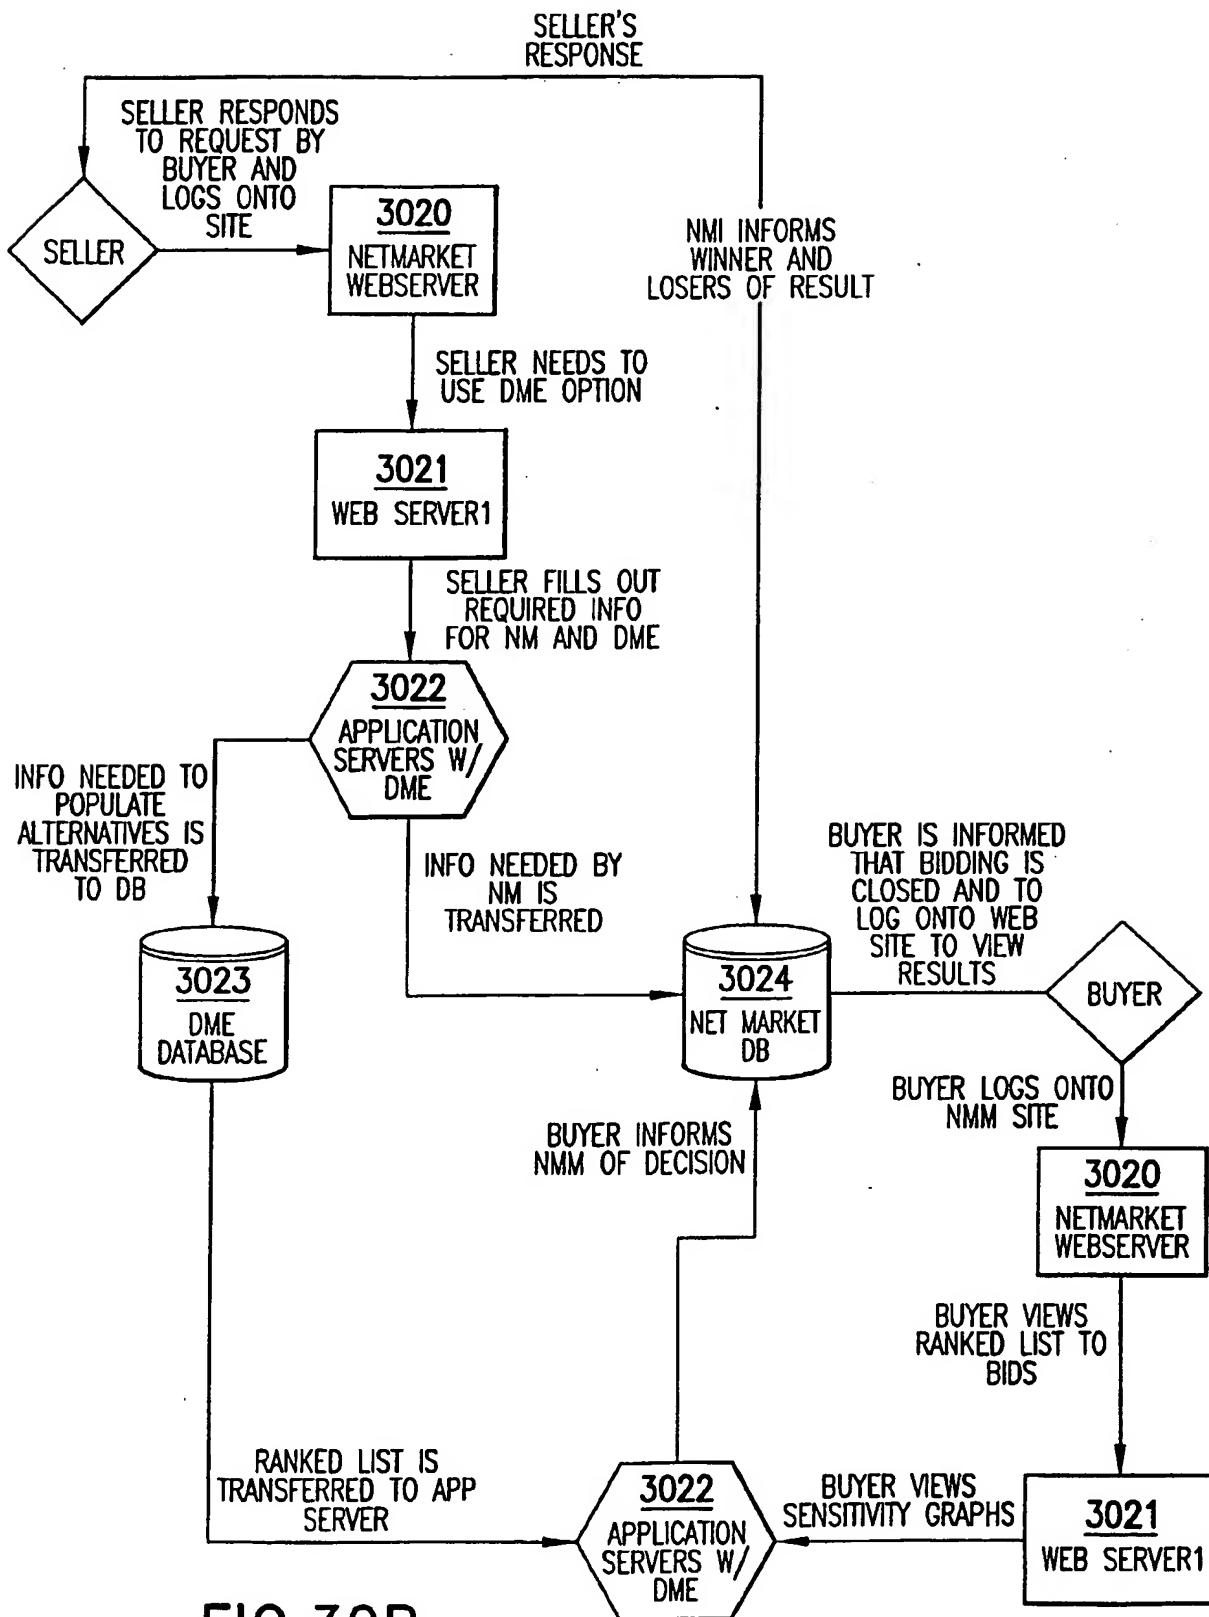 SELLER'S
RESPONSE
SELLER RESPONDS
TO REQUEST BY
BUYER AND
LOGS ONTO
SITE
SELLER
3020
NETMARKET
WEBSERVER
NMI INFORMS
WINNER AND
LOSERS OF RESULT
SELLER NEEDS TO
USE DME OPTION
3021
WEB SERVER1
SELLER FILLS OUT
REQUIRED INFO
FOR NM AND DME
3022
APPLICATION
SERVERS W/
DME
INFO NEEDED TO
POPULATE
ALTERNATIVES IS
TRANSFERRED
TO DB
INFO NEEDED BY
NM IS
TRANSFERRED
BUYER IS INFORMED
THAT BIDDING IS
CLOSED AND TO
LOG ONTO WEB
SITE TO VIEW
RESULTS
3023
DME
DATABASE
3024
NET MARKET
DB
BUYER
BUYER LOGS ONTO
NMM SITE
BUYER INFORMS
NMM OF DECISION
3020
NETMARKET
WEBSERVER
BUYER VIEWS
RANKED LIST TO
BIDS
RANKED LIST IS
TRANSFERRED TO APP
SERVER
3022
APPLICATION
SERVERS W/
DME
BUYER VIEWS
SENSITIVITY GRAPHS
3021
WEB SERVER1
FIG.30B